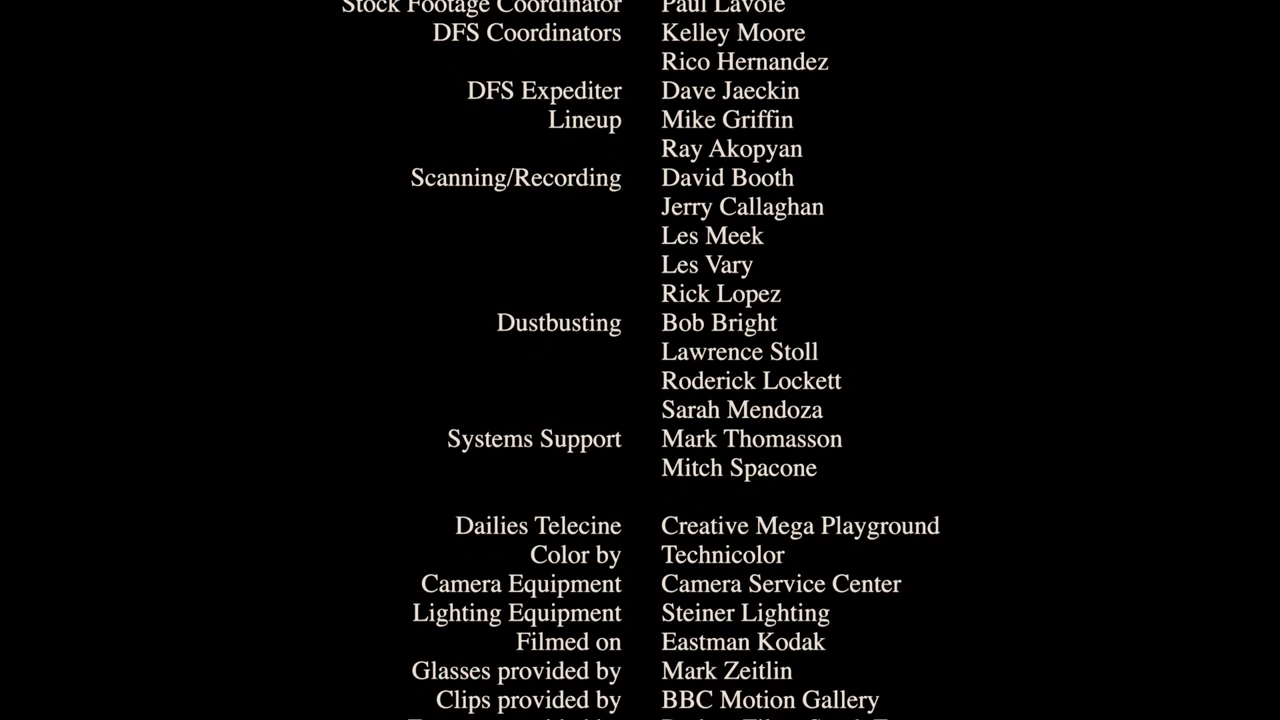 Stock Footage Coordinator Paul Lavoie
DFS Coordinators Kelley Moore
Rico Hernandez
DFS Expediter Dave Jaeckin
Lineup Mike Griffin
Ray Akopyan
Scanning/Recording David Booth
Jerry Callaghan
Les Meek
Les Vary
Rick Lopez
Dustbusting Bob Bright
Lawrence Stoll
Roderick Lockett
Sarah Mendoza
Systems Support Mark Thomasson
Mitch Spacone
Dailies Telecine Creative Mega Playground
Color by Technicolor
Camera Equipment Camera Service Center
Lighting Equipment Steiner Lighting
Filmed on Eastman Kodak
Glasses provided by Mark Zeitlin
Clips provided by BBC Motion Gallery